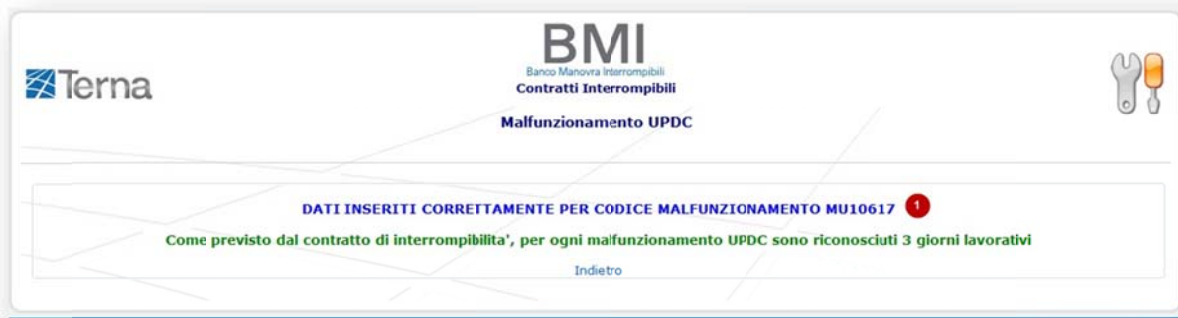 Terna
BMI
Banco Manovra Interrompibili
Contratti Interrompibili
Malfunzionamento UPDC
DATI INSERITI CORRETTAMENTE PER CODICE MALFUNZIONAMENTO MU10617 1
Come previsto dal contratto di interrompibilita', per ogni malfunzionamento UPDC sono riconosciuti 3 giorni lavorativi
Indietro